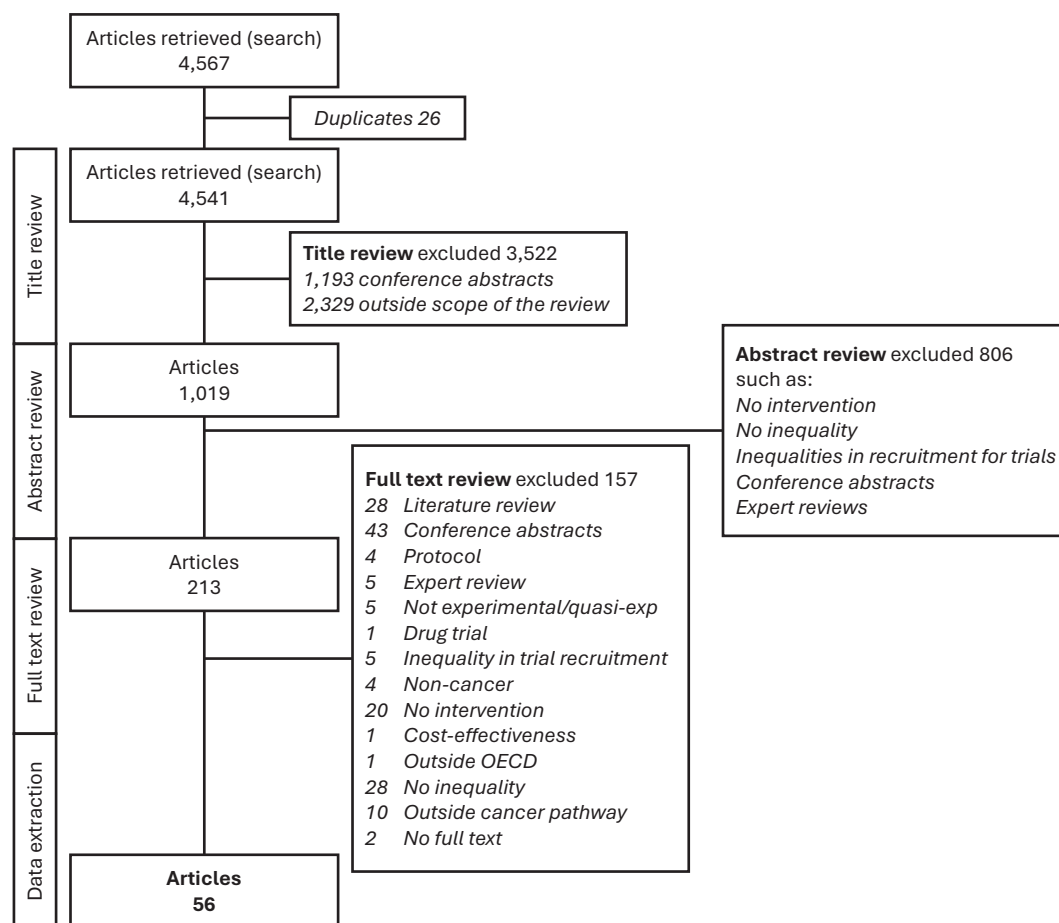 Articles retrieved (search)
4,567
Duplicates 26
Title review
Articles retrieved (search)
4,541
Title review excluded 3,522
1,193 conference abstracts
2,329 outside scope of the review
Abstract review
Articles
1,019
Abstract review excluded 806
such as:
No intervention
No inequality
Inequalities in recruitment for trials
Conference abstracts
Expert reviews
Full text review
Articles
213
Full text review excluded 157
28 Literature review
43 Conference abstracts
4 Protocol
5 Expert review
5 Not experimental/quasi-exp
1 Drug trial
5 Inequality in trial recruitment
4 Non-cancer
20 No intervention
1 Cost-effectiveness
1 Outside OECD
28 No inequality
10 Outside cancer pathway
2 No full text
Data extraction
Articles
56